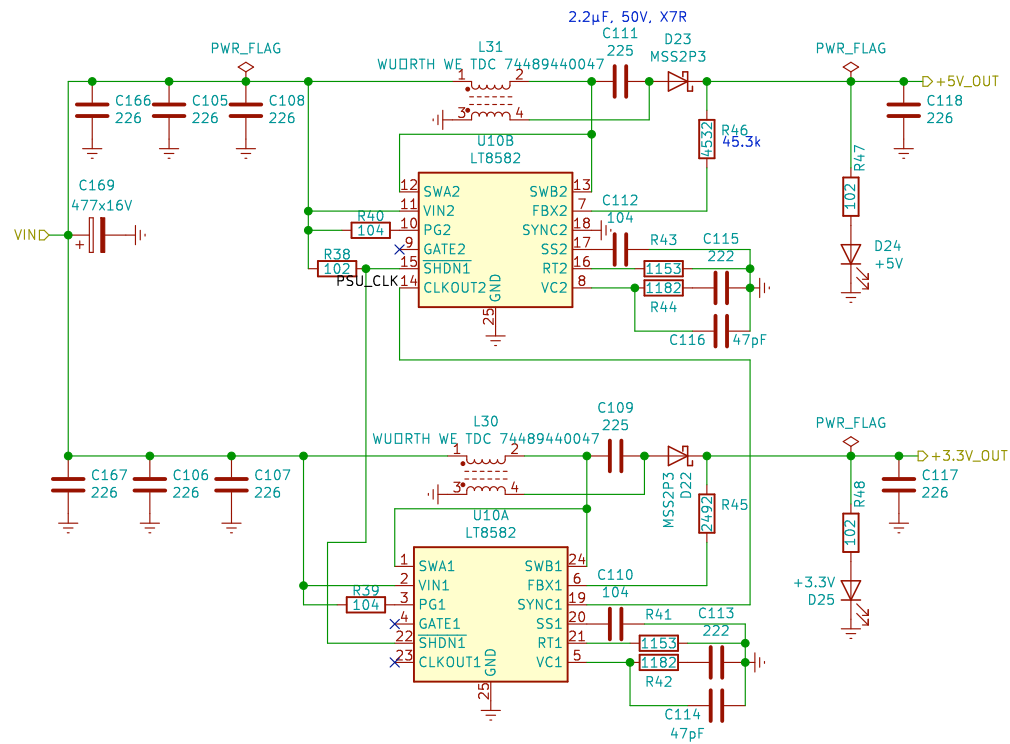 2.2µF, 50V, X7R
C111
225
D23
MSS2P3
PWR_FLAG
L31
WU▯RTH WE TDC 74489440047
PWR_FLAG
1
2
3
4
+5V_OUT
C166
226
C105
226
C108
226
C118
226
R46
4532
45.3k
R47
102
U10B
LT8582
12
SWA2
SWB2
13
11
VIN2
FBX2
7
10
PG2
SYNC2
18
9
GATE2
SS2
17
15
SHDN1
RT2
16
14
CLKOUT2
VC2
8
GND
25
C169
477x16V
+
VIN
R40
104
R38
102
PSU_CLK
C112
104
R43
1153
C115
222
1182
R44
C116
47pF
D24
+5V
C109
225
L30
WU▯RTH WE TDC 74489440047
PWR_FLAG
1
2
3
4
MSS2P3
D22
+3.3V_OUT
C167
226
C106
226
C107
226
C117
226
R45
2492
R48
102
U10A
LT8582
1
SWA1
SWB1
24
2
VIN1
FBX1
6
3
PG1
SYNC1
19
4
GATE1
SS1
20
22
SHDN1
RT1
21
23
CLKOUT1
VC1
5
GND
25
R39
104
C110
104
R41
1153
C113
222
1182
R42
C114
47pF
+3.3V
D25